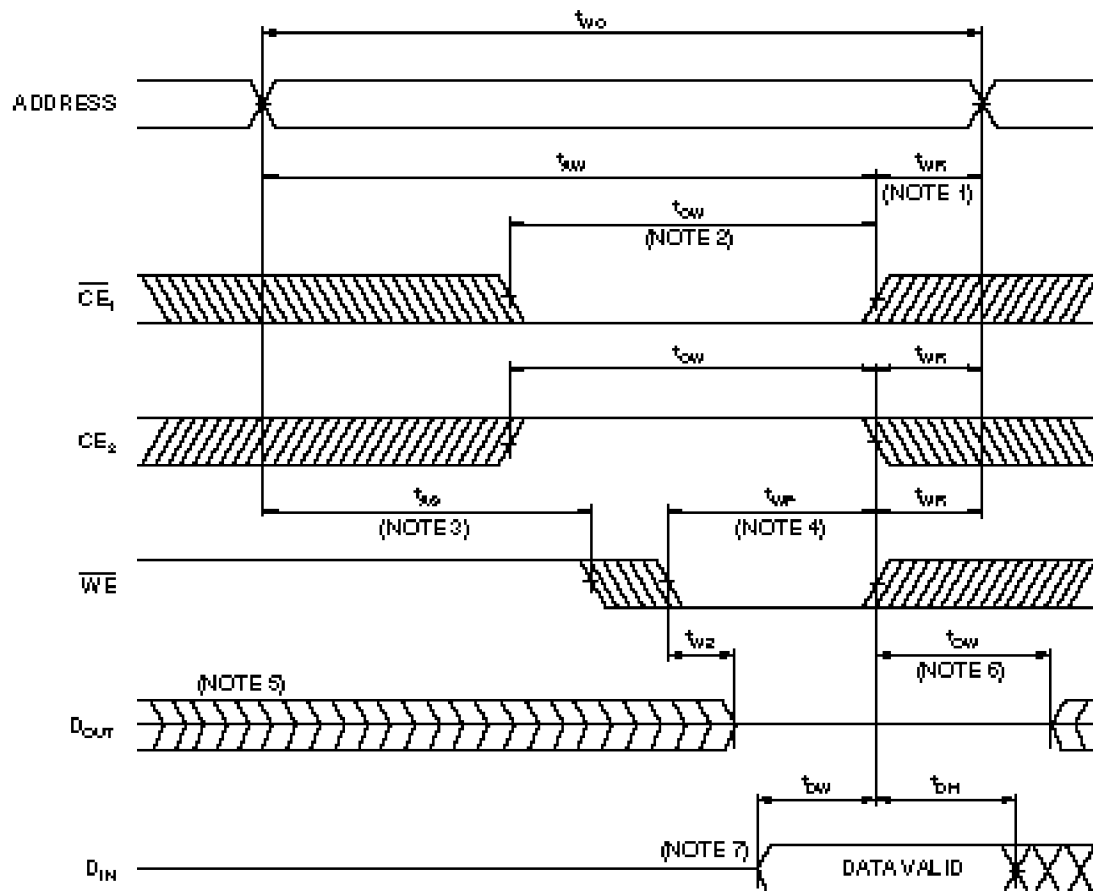 tWC
ADDRESS
tAW
tWR
(NOTE 1)
tCW
(NOTE 2)
CE1
tCW
tWR
CE2
tAS
(NOTE 3)
tWP
(NOTE 4)
tWR
WE
tWZ
tOW
(NOTE 6)
(NOTE 5)
DOUT
tDW
tDH
(NOTE 7)
DIN
DATA VALID